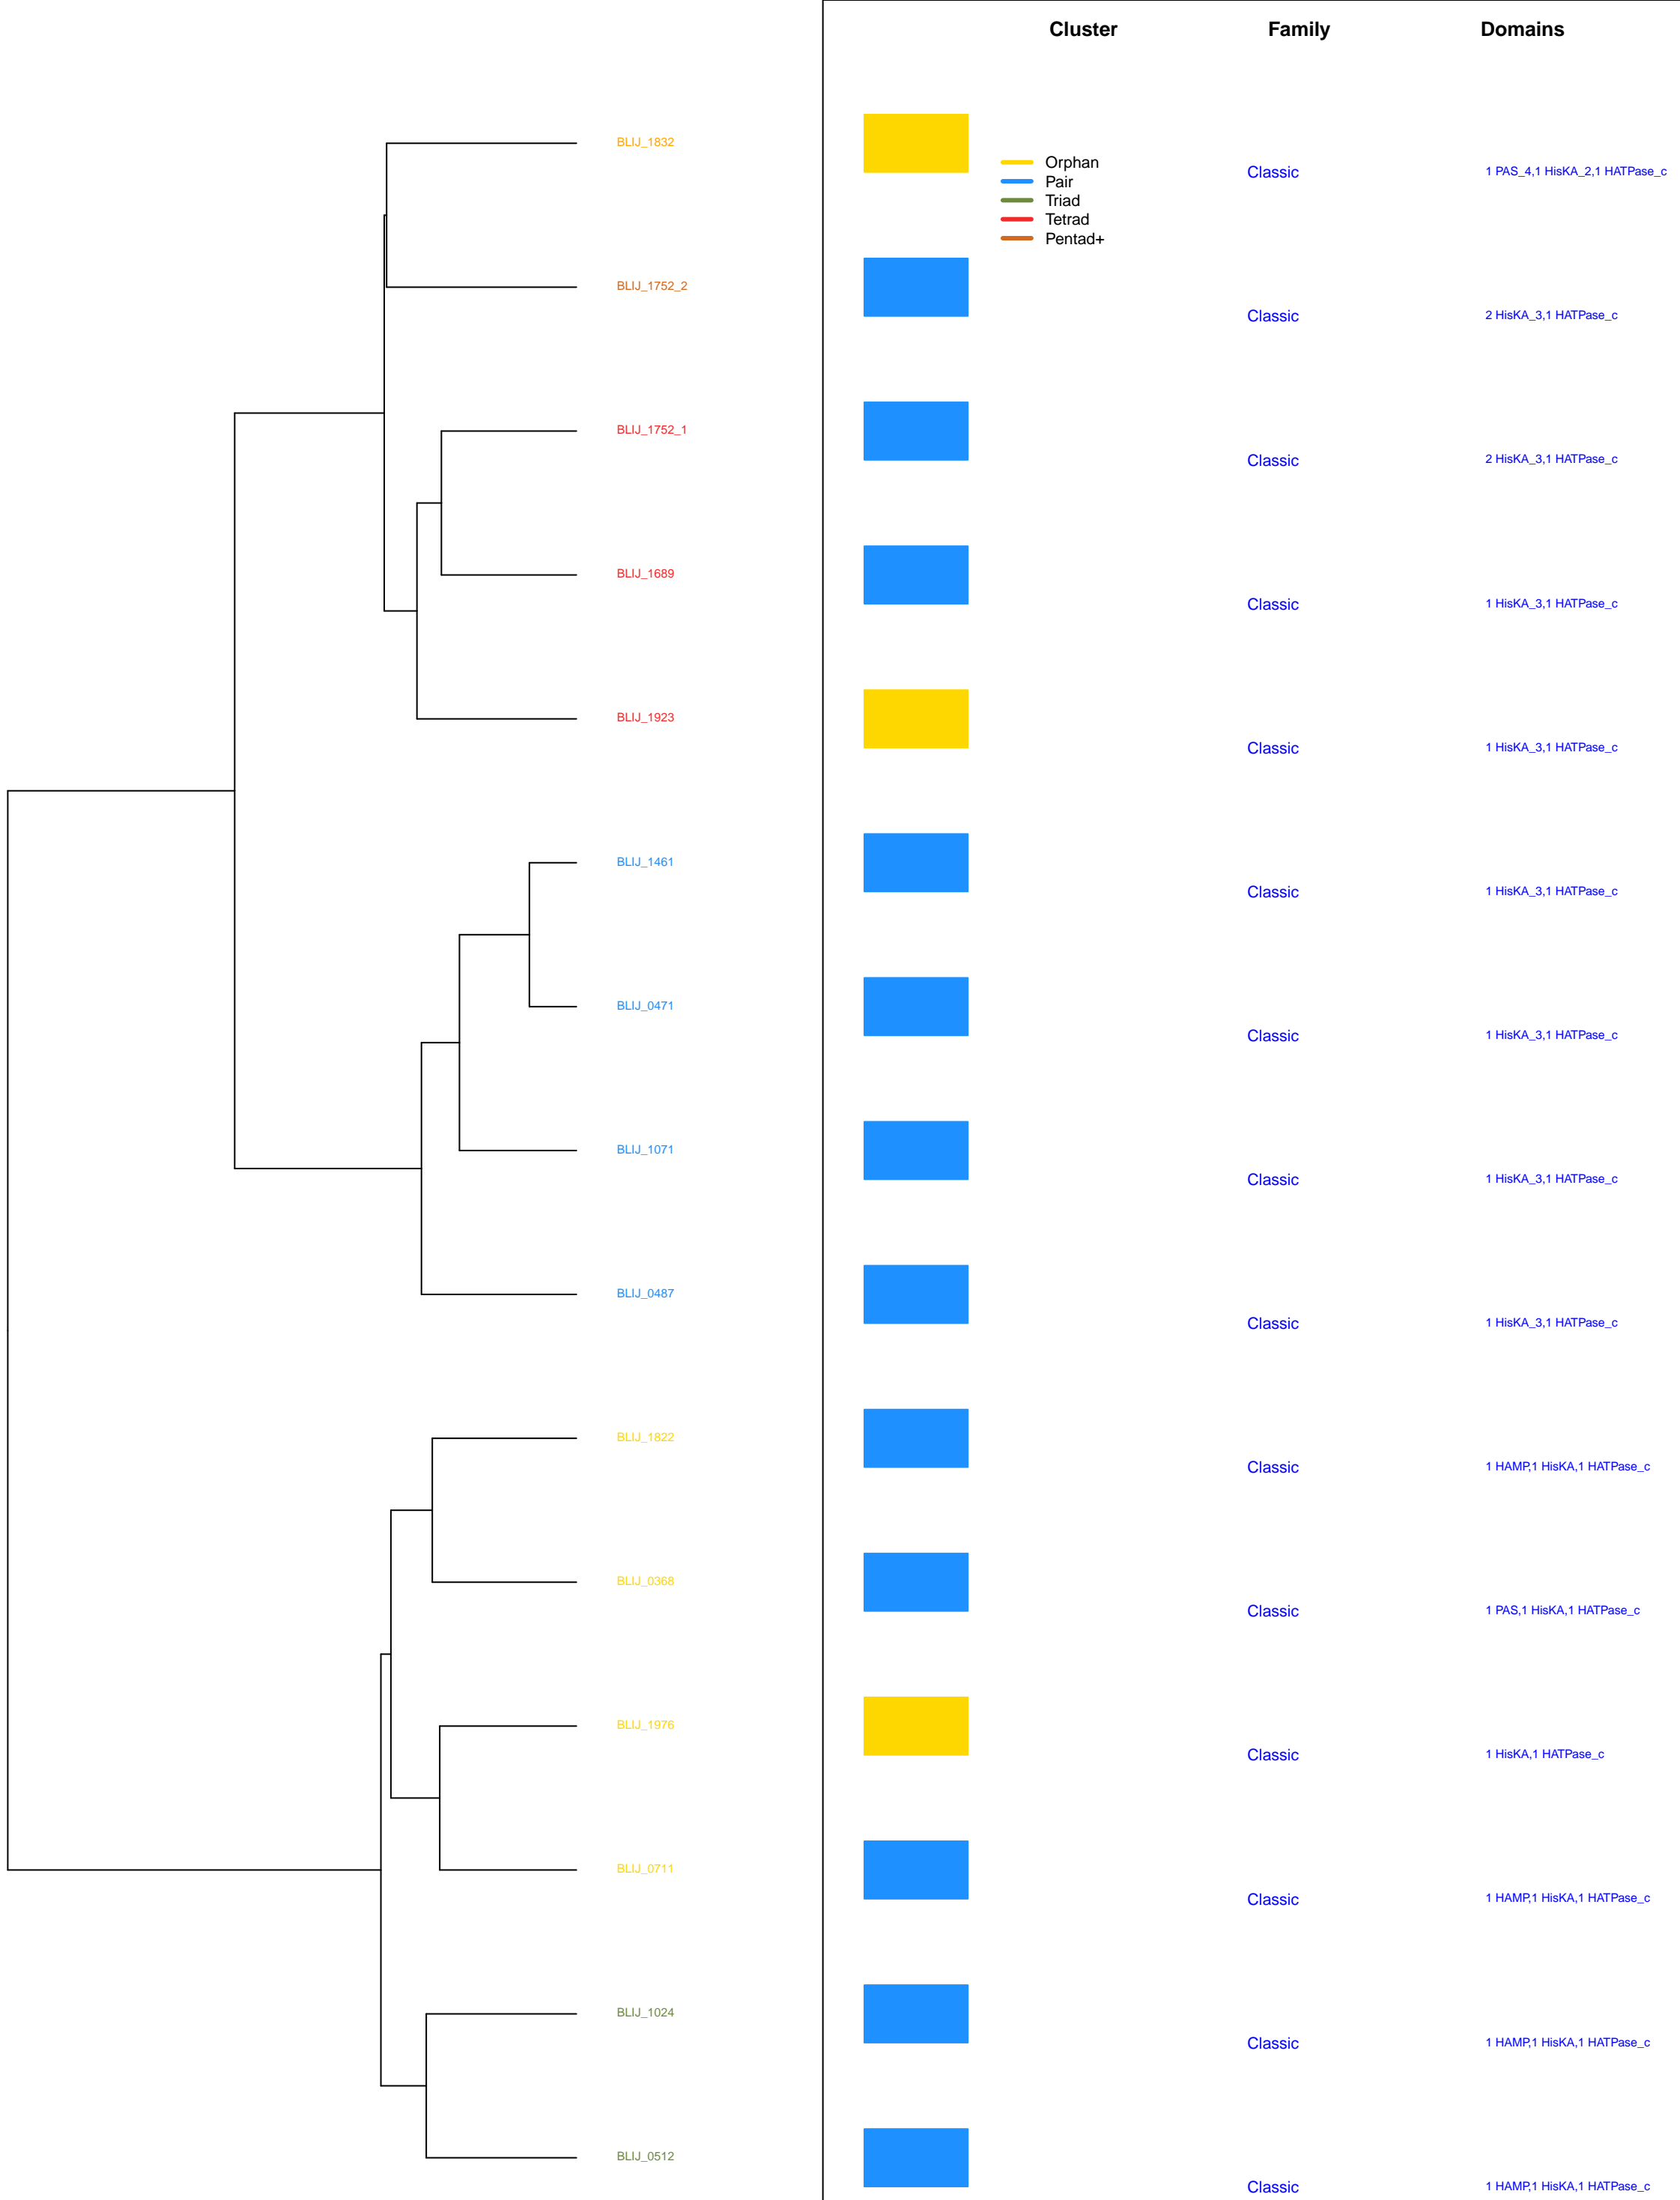 Cluster Family Domains
BLIJ_1832
Orphan
Classic 1 PAS_4,1 HisKA_2,1 HATPase_c
Pair
Triad
Tetrad
Pentad+
BLIJ_1752_2
Classic 2 HisKA_3,1 HATPase_c
BLIJ_1752_1
Classic 2 HisKA_3,1 HATPase_c
BLIJ_1689
Classic 1 HisKA_3,1 HATPase_c
BLIJ_1923
Classic 1 HisKA_3,1 HATPase_c
BLIJ_1461
Classic 1 HisKA_3,1 HATPase_c
BLIJ_0471
Classic 1 HisKA_3,1 HATPase_c
BLIJ_1071
Classic 1 HisKA_3,1 HATPase_c
BLIJ_0487
Classic 1 HisKA_3,1 HATPase_c
BLIJ_1822
Classic 1 HAMP,1 HisKA,1 HATPase_c
BLIJ_0368
Classic 1 PAS,1 HisKA,1 HATPase_c
BLIJ_1976
Classic 1 HisKA,1 HATPase_c
BLIJ_0711
Classic 1 HAMP,1 HisKA,1 HATPase_c
BLIJ_1024
Classic 1 HAMP,1 HisKA,1 HATPase_c
BLIJ_0512
Classic 1 HAMP,1 HisKA,1 HATPase_c